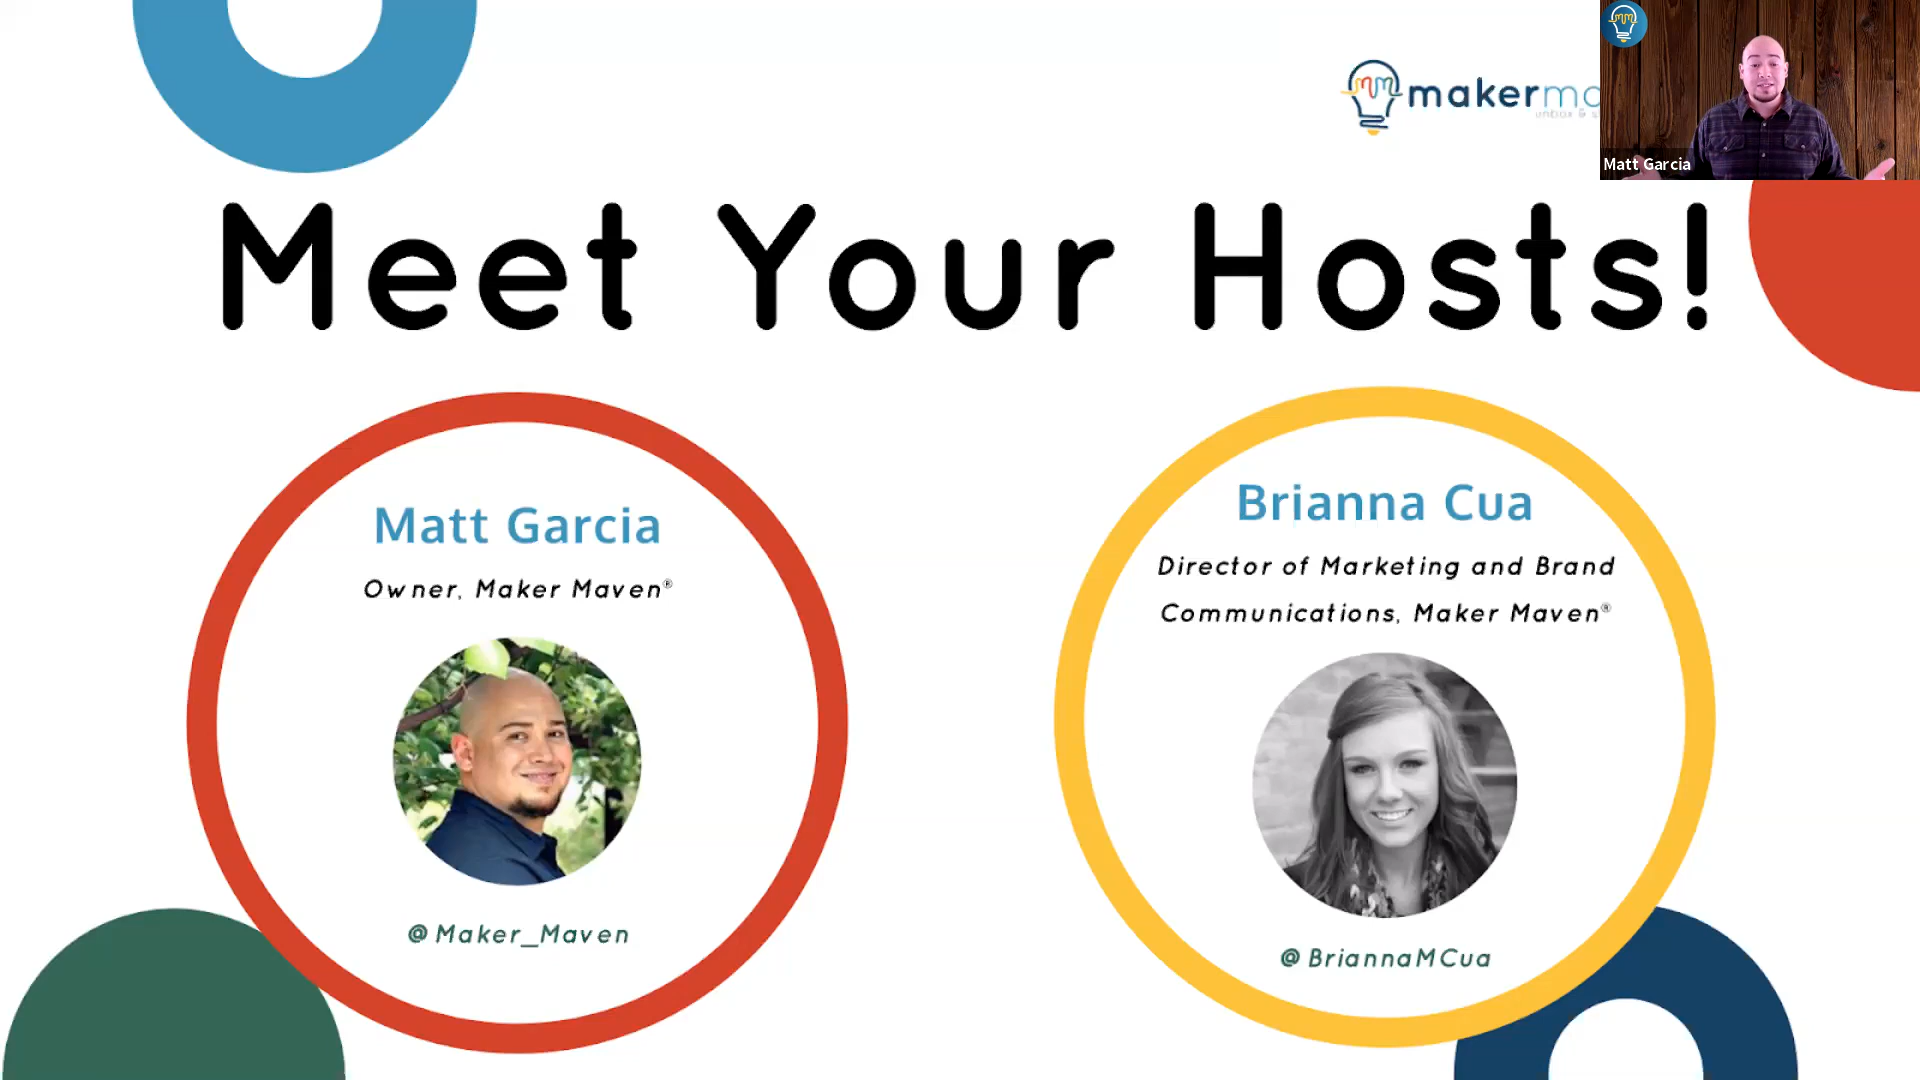 makerm
unbox &
Matt Garcia
Meet Your Hosts!
Matt Garcia
Owner, Maker Maven®
@Maker_Maven
Brianna Cua
Director of Marketing and Brand
Communications, Maker Maven®
@BriannaMCua